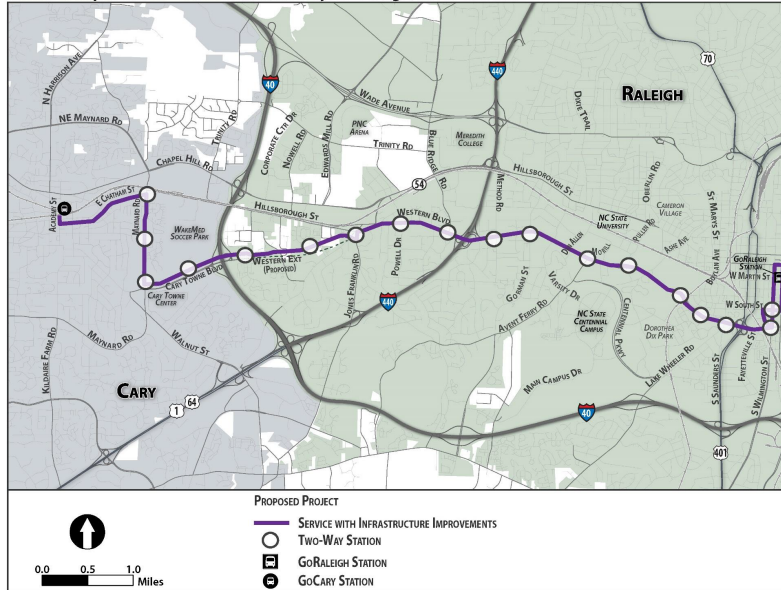 RALEIGH
CARY
N HARRISON AVE
NE MAYNARD RD
TRINITY RD
CHAPEL HILL RD
CORPORATE CTR DR
NOWELL RD
EDWARDS MILL RD
40
440
70
WADE AVENUE
PNC
ARENA
TRINITY RD
BLUE RIDGE RD
MEREDITH
COLLEGE
DIXIE TRAIL
54
HILLSBOROUGH ST
METHOD RD
OBERLIN RD
CAMERON
VILLAGE
ST MARYS ST
ACADEMY ST
E CHATHAM ST
MAYNARD RD
WAKEMED
SOCCER PARK
HILLSBOROUGH ST
WESTERN BLVD
NC STATE
UNIVERSITY
PULLEN RD
ASHE AVE
BOYLAN AVE
GORALEIGH
STATION
W MARTIN ST
CARY TOWNE BLVD
WESTERN EXT
(PROPOSED)
CARY TOWNE
CENTER
JONES FRANKLIN RD
POWELL DR
440
GORMAN ST
AVENT FERRY RD
DAN ALLEN
MORRILL
VARSITY DR
NC STATE
CENTENNIAL
CAMPUS
CENTENNIAL PKWY
DOROTHEA
DIX PARK
LAKE WHEELER RD
W SOUTH ST
S SAUNDERS ST
FAYETTEVILLE ST
S WILMINGTON ST
KILDAIRE FARM RD
MAYNARD RD
WALNUT ST
1
64
MAIN CAMPUS DR
40
401
PROPOSED PROJECT
SERVICE WITH INFRASTRUCTURE IMPROVEMENTS
TWO-WAY STATION
GORALEIGH STATION
GOCARY STATION
0.0 0.5 1.0
Miles